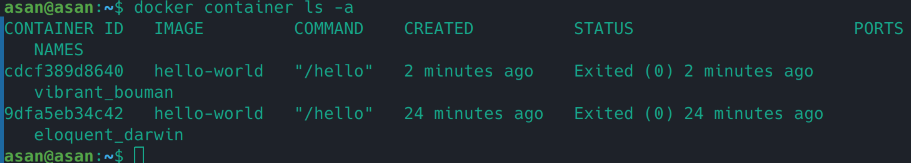 asan@asan:~$ docker container ls -a
CONTAINER ID   IMAGE         COMMAND    CREATED          STATUS                      PORTS
   NAMES
cdcf389d8640   hello-world   "/hello"   2 minutes ago    Exited (0) 2 minutes ago
   vibrant_bouman
9dfa5eb34c42   hello-world   "/hello"   24 minutes ago   Exited (0) 24 minutes ago
   eloquent_darwin
asan@asan:~$